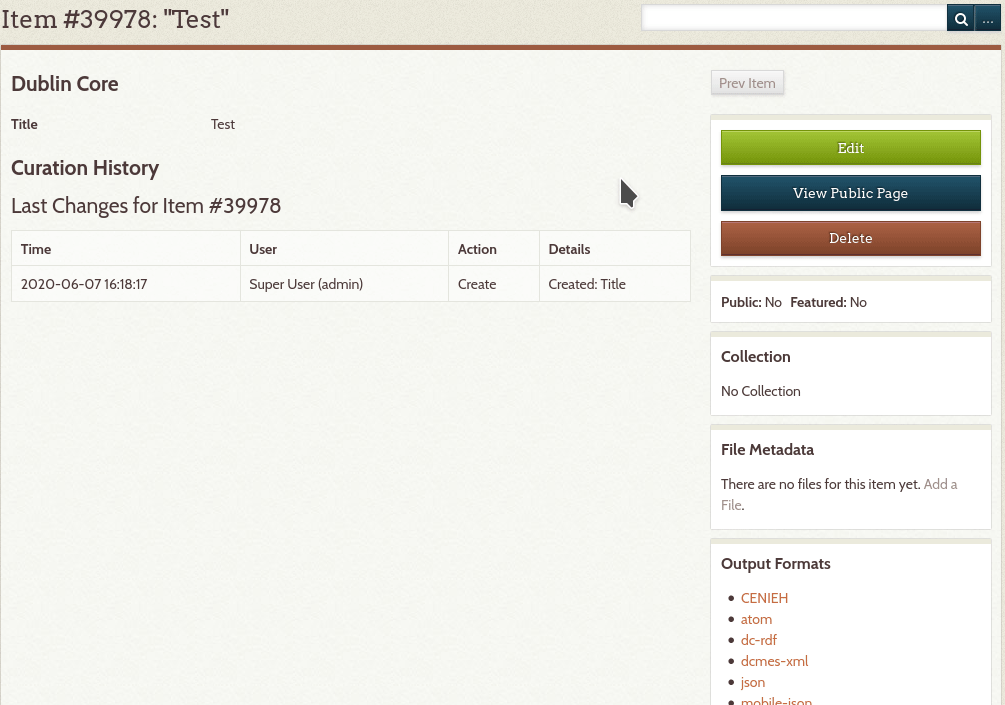 Item #39978: "Test"
...
Dublin Core
Prev Item
Title Test
Edit
Curation History
View Public Page
Last Changes for Item #39978
Delete
Time User Action Details
2020-06-07 16:18:17 Super User (admin) Create Created: Title
Public: No Featured: No
Collection
No Collection
File Metadata
There are no files for this item yet. Add a
File.
Output Formats
CENIEH
atom
dc-rdf
dcmes-xml
json
mobile-json